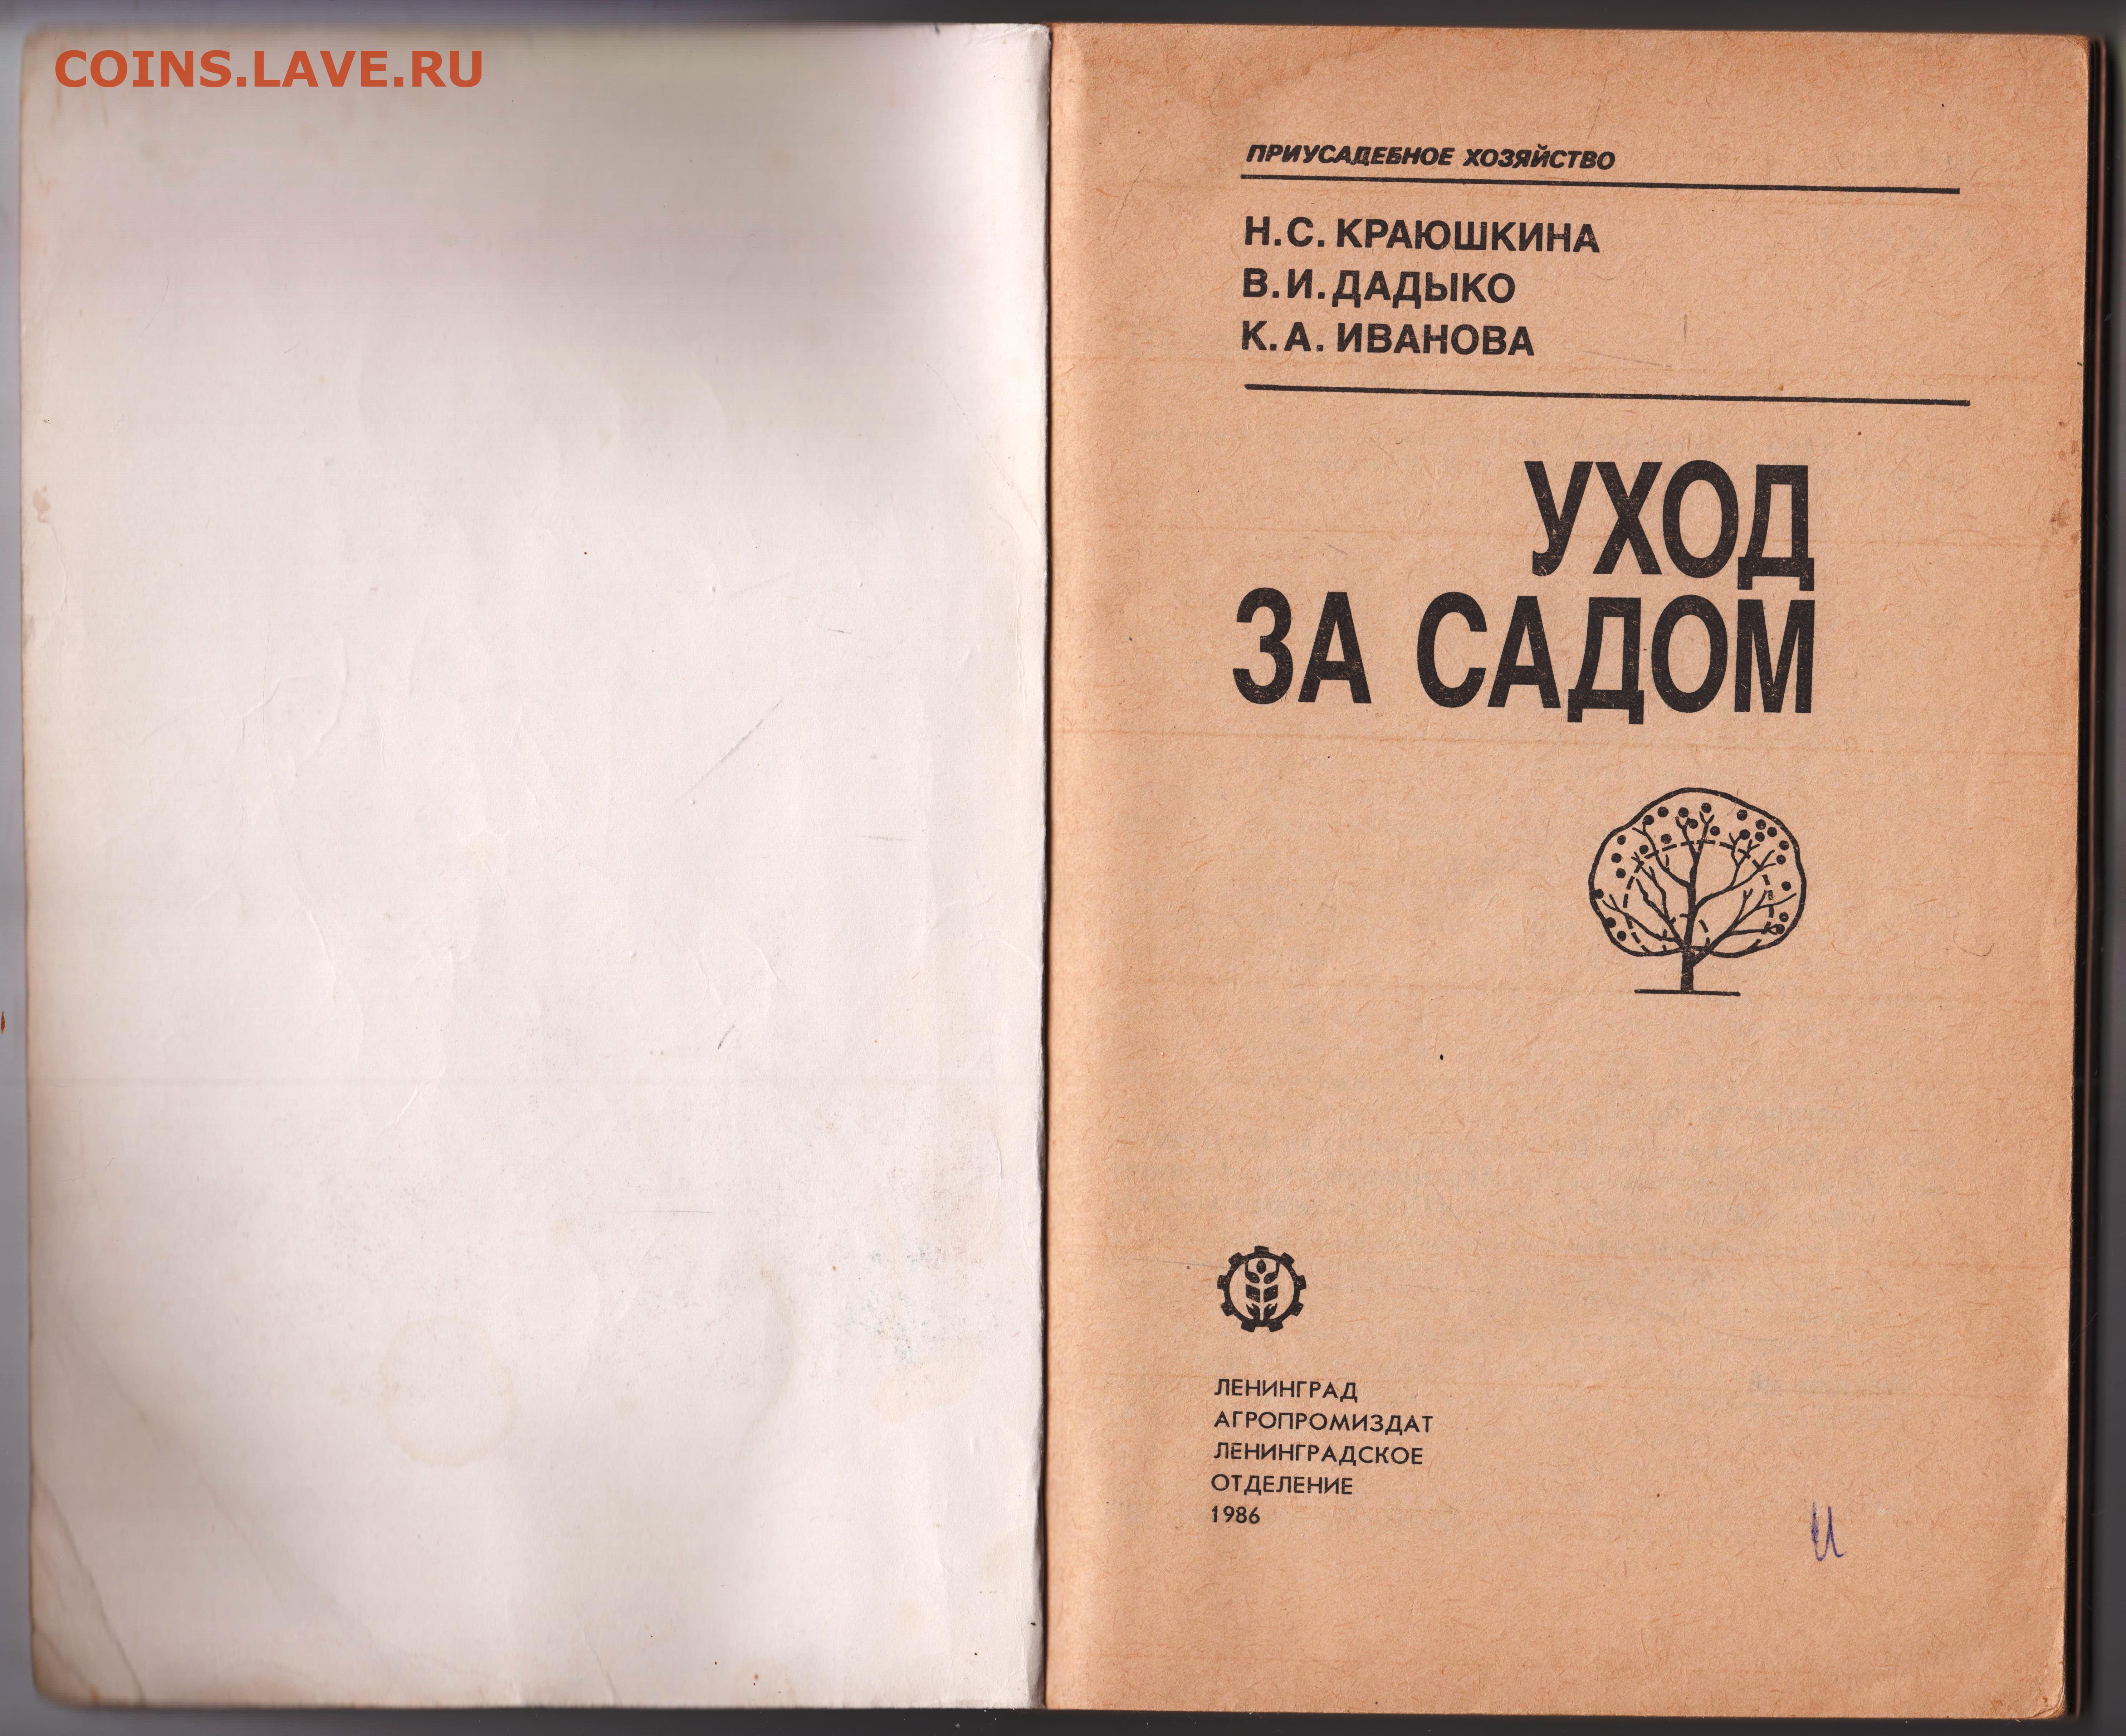 COINS.LAVE.RU
ПРИУСАДЕБНОЕ ХОЗЯЙСТВО
Н.С. КРАЮШКИНА
В.И. ДАДЫКО
К.А. ИВАНОВА
УХОД
ЗА САДОМ
ЛЕНИНГРАД
АГРОПРОМИЗДАТ
ЛЕНИНГРАДСКОЕ
ОТДЕЛЕНИЕ
1986